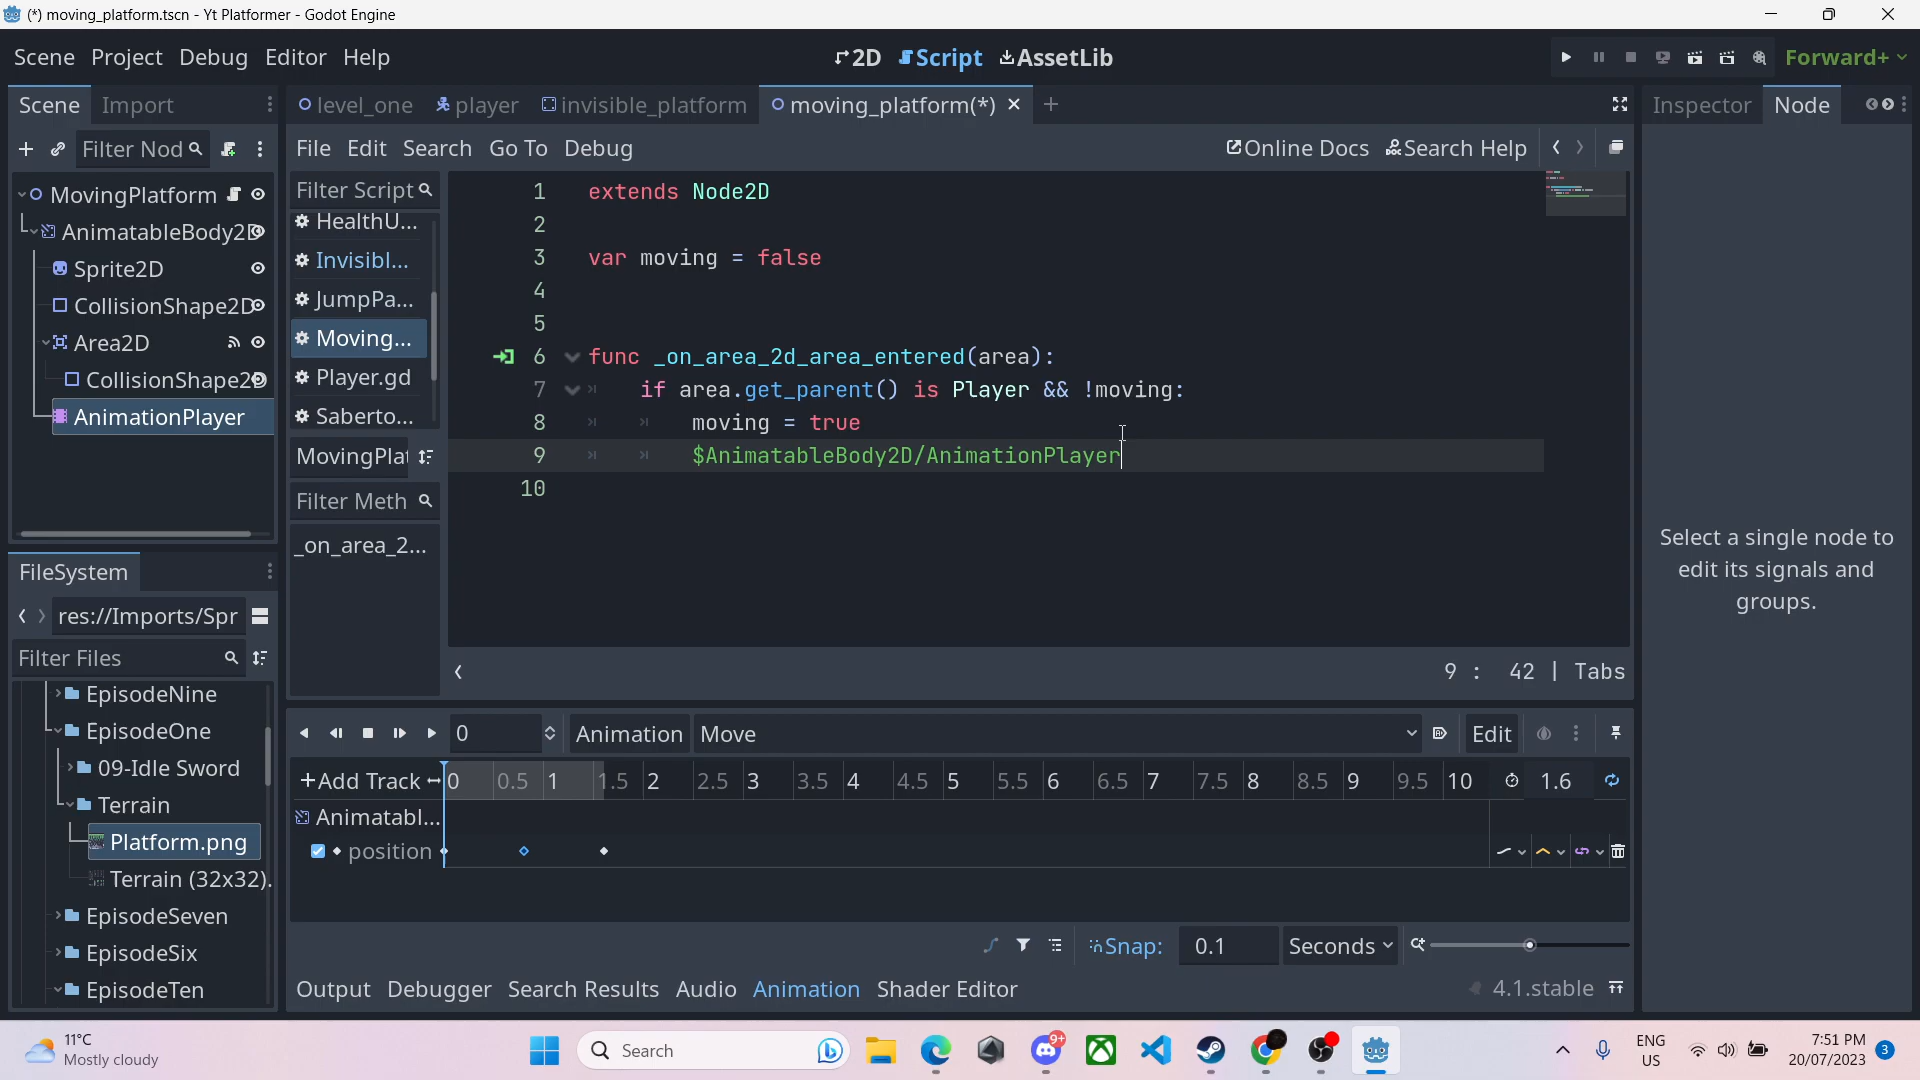 (*) moving_platform.tscn - Yt Platformer - Godot Engine
Scene Project Debug Editor Help
2D Script AssetLib
Forward+
Scene Import
level_one player invisible_platform moving_platform(*)
Inspector Node
Filter Nod
File Edit Search Go To Debug
Online Docs Search Help
MovingPlatform
AnimatableBody2D
Sprite2D
CollisionShape2D
Area2D
CollisionShape2D
AnimationPlayer
Filter Script
HealthU...
Invisibl...
JumpPa...
Moving...
Player.gd
Saberto...
MovingPlat
Filter Meth
_on_area_2...
1 extends Node2D
2
3 var moving = false
4
5
6 func _on_area_2d_area_entered(area):
7 if area.get_parent() is Player && !moving:
8 moving = true
9 $AnimatableBody2D/AnimationPlayer
10
9 : 42 | Tabs
Select a single node to
edit its signals and
groups.
FileSystem
res://Imports/Spr
Filter Files
EpisodeNine
EpisodeOne
09-Idle Sword
Terrain
Platform.png
Terrain (32x32).
EpisodeSeven
EpisodeSix
EpisodeTen
0 Animation Move Edit
Add Track 0 0.5 1 1.5 2 2.5 3 3.5 4 4.5 5 5.5 6 6.5 7 7.5 8 8.5 9 9.5 10 1.6
Animatabl...
position
Snap: 0.1 Seconds
Output Debugger Search Results Audio Animation Shader Editor
4.1.stable
11°C
Mostly cloudy
Search
9+
ENG
US
7:51 PM
20/07/2023
3